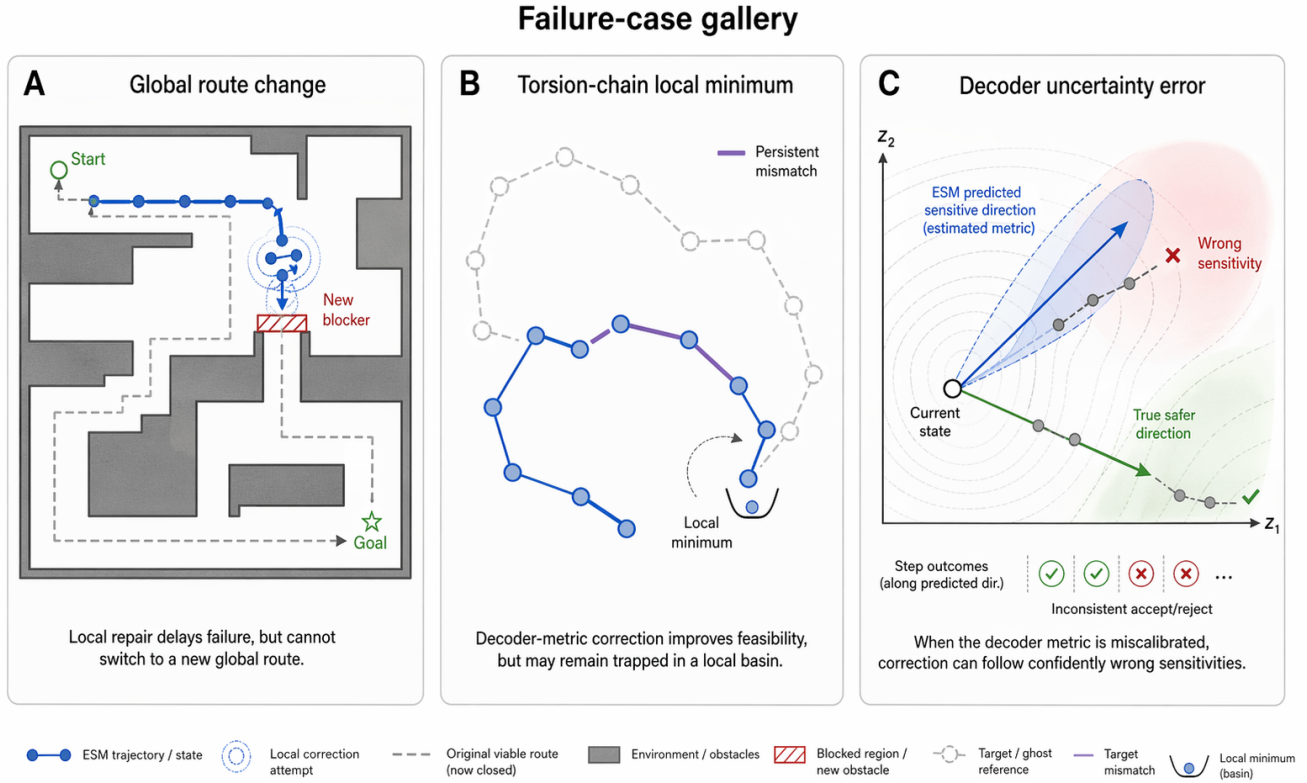 Failure-case gallery
A
Global route change
Start
New
blocker
Goal
Local repair delays failure, but cannot
switch to a new global route.
B
Torsion-chain local minimum
Persistent
mismatch
Local
minimum
Decoder-metric correction improves feasibility,
but may remain trapped in a local basin.
C
Decoder uncertainty error
Z2
ESM predicted
sensitive direction
(estimated metric)
Wrong
sensitivity
Current
state
True safer
direction
Z1
Step outcomes
(along predicted dir.)
...
Inconsistent accept/reject
When the decoder metric is miscalibrated,
correction can follow confidently wrong sensitivities.
ESM trajectory / state
Local correction
attempt
Original viable route
(now closed)
Environment / obstacles
Blocked region /
new obstacle
Target / ghost
reference
Target
mismatch
Local minimum
(basin)